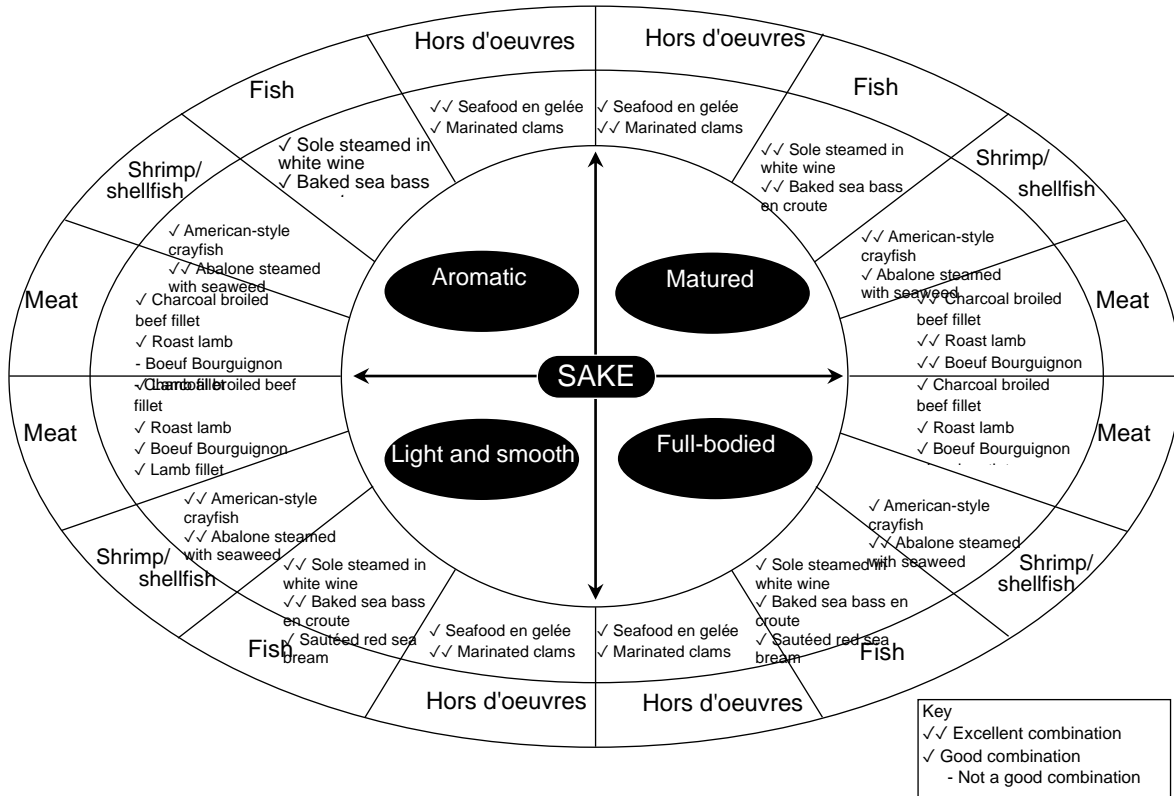 Hors d'oeuvres
Hors d'oeuvres
Fish
Fish
Shrimp/
shellfish
Shrimp/
shellfish
Meat
Meat
✓✓ Seafood en gelée
✓ Marinated clams
✓ Seafood en gelée
✓✓ Marinated clams
✓ Sole steamed in
white wine
✓ Baked sea bass
✓✓ Sole steamed in
white wine
✓✓ Baked sea bass
en croute
✓ American-style
crayfish
✓✓ Abalone steamed
with seaweed
✓✓ American-style
crayfish
✓ Abalone steamed
with seaweed
✓ Charcoal broiled
beef fillet
✓ Roast lamb
- Boeuf Bourguignon
- Lamb fillet
✓✓ Charcoal broiled
beef fillet
✓✓ Roast lamb
✓✓ Boeuf Bourguignon
Aromatic
Matured
SAKE
Light and smooth
Full-bodied
Meat
Meat
✓ Charcoal broiled beef
fillet
✓ Roast lamb
✓ Boeuf Bourguignon
✓ Lamb fillet
✓ Charcoal broiled
beef fillet
✓ Roast lamb
✓ Boeuf Bourguignon
✓✓ American-style
crayfish
✓✓ Abalone steamed
with seaweed
✓ American-style
crayfish
✓✓ Abalone steamed
with seaweed
Shrimp/
shellfish
Shrimp/
shellfish
✓✓ Sole steamed in
white wine
✓✓ Baked sea bass
en croute
✓ Sautéed red sea
bream
✓ Sole steamed in
white wine
✓ Baked sea bass en
croute
✓ Sautéed red sea
bream
Fish
Fish
✓ Seafood en gelée
✓✓ Marinated clams
✓ Seafood en gelée
✓ Marinated clams
Hors d'oeuvres
Hors d'oeuvres
Key
✓✓ Excellent combination
✓ Good combination
- Not a good combination